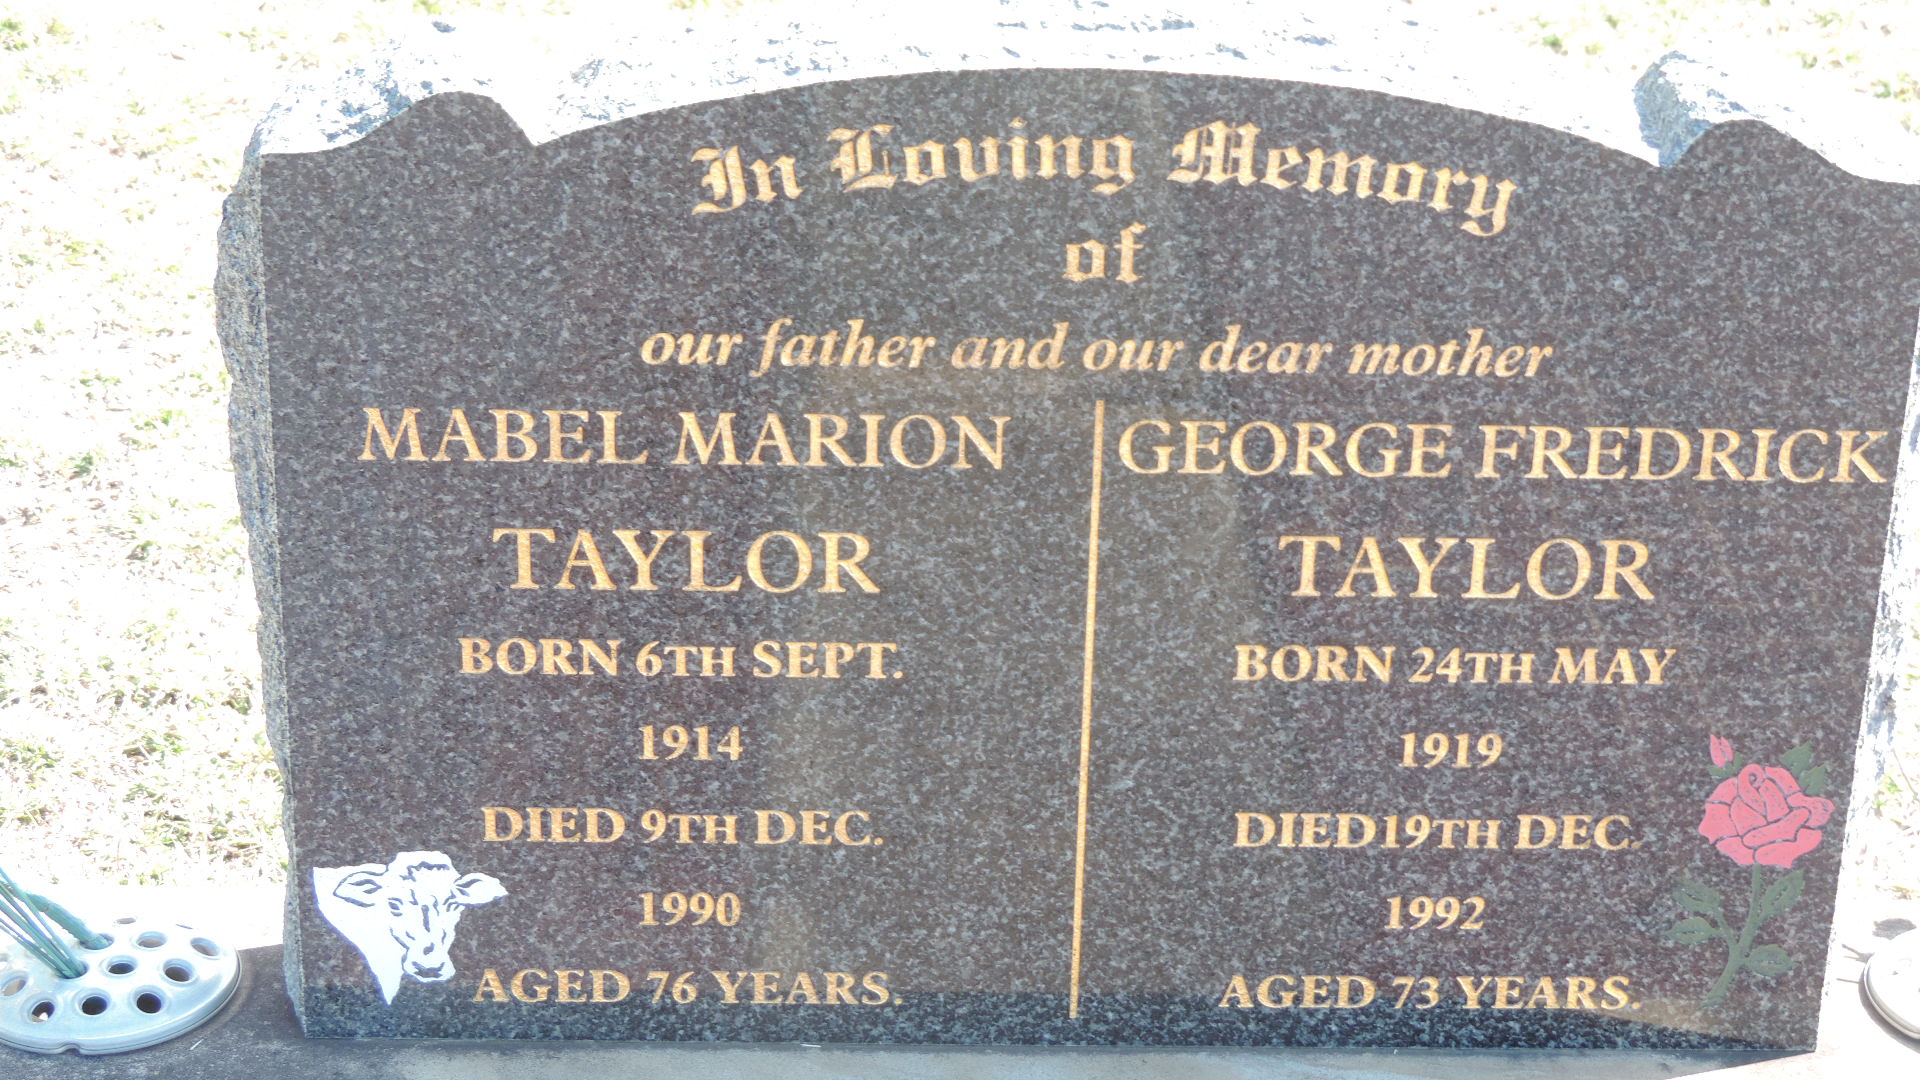 In Loving Memory
of
our father and our dear mother
MABEL MARION
TAYLOR
BORN 6TH SEPT.
1914
DIED 9TH DEC.
1990
AGED 76 YEARS.
GEORGE FREDRICK
TAYLOR
BORN 24TH MAY
1919
DIED19TH DEC.
1992
AGED 73 YEARS.